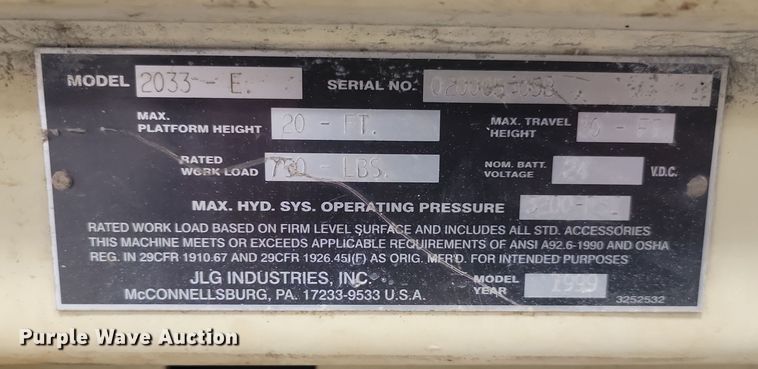 MODEL 2033 - E. SERIAL NO.
MAX. PLATFORM HEIGHT 20 - FT. MAX. TRAVEL HEIGHT
RATED WORK LOAD 750 - LBS. NOM. BATT. VOLTAGE 24 V.D.C.
MAX. HYD. SYS. OPERATING PRESSURE
RATED WORK LOAD BASED ON FIRM LEVEL SURFACE AND INCLUDES ALL STD. ACCESSORIES
THIS MACHINE MEETS OR EXCEEDS APPLICABLE REQUIREMENTS OF ANSI A92.6-1990 AND OSHA
REG. IN 29CFR 1910.67 AND 29CFR 1926.451(F) AS ORIG. MFR'D. FOR INTENDED PURPOSES
JLG INDUSTRIES, INC. MODEL YEAR 1999
McCONNELLSBURG, PA. 17233-9533 U.S.A.
3252532
Purple Wave Auction